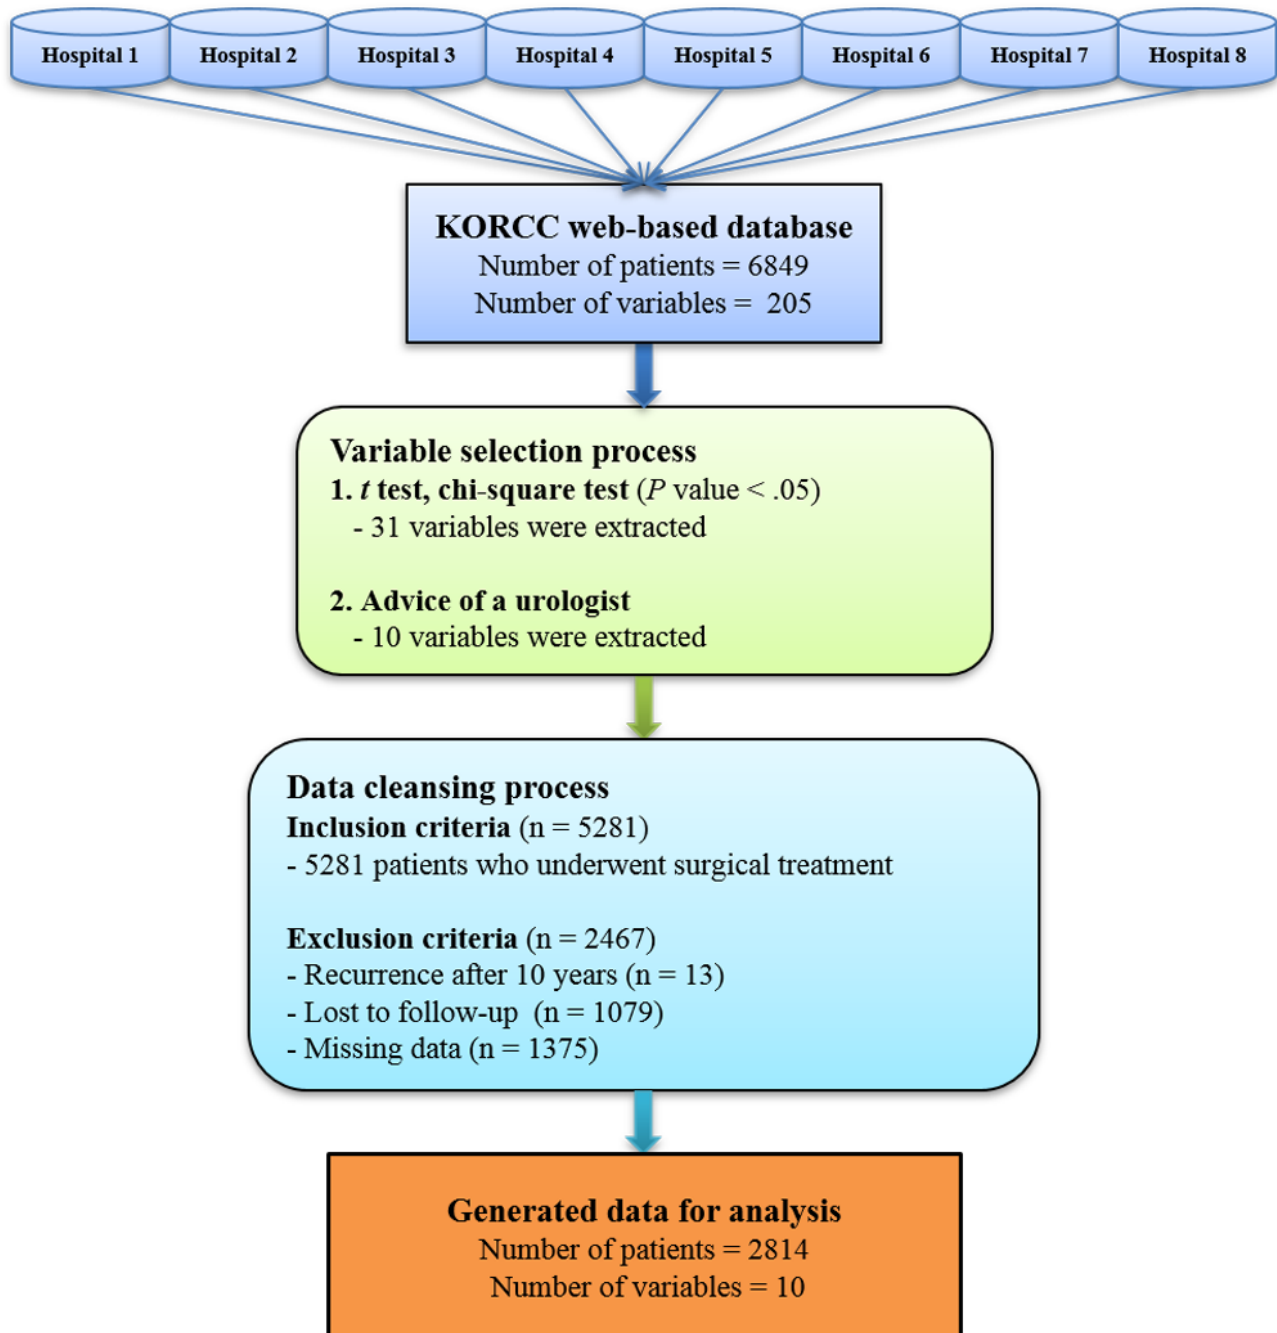 Hospital 1
Hospital 2
Hospital 3
Hospital 4
Hospital 5
Hospital 6
Hospital 7
Hospital 8
KORCC web-based database
Number of patients = 6849
Number of variables = 205
Variable selection process
1. t test, chi-square test (P value < .05)
- 31 variables were extracted
2. Advice of a urologist
- 10 variables were extracted
Data cleansing process
Inclusion criteria (n = 5281)
- 5281 patients who underwent surgical treatment
Exclusion criteria (n = 2467)
- Recurrence after 10 years (n = 13)
- Lost to follow-up (n = 1079)
- Missing data (n = 1375)
Generated data for analysis
Number of patients = 2814
Number of variables = 10